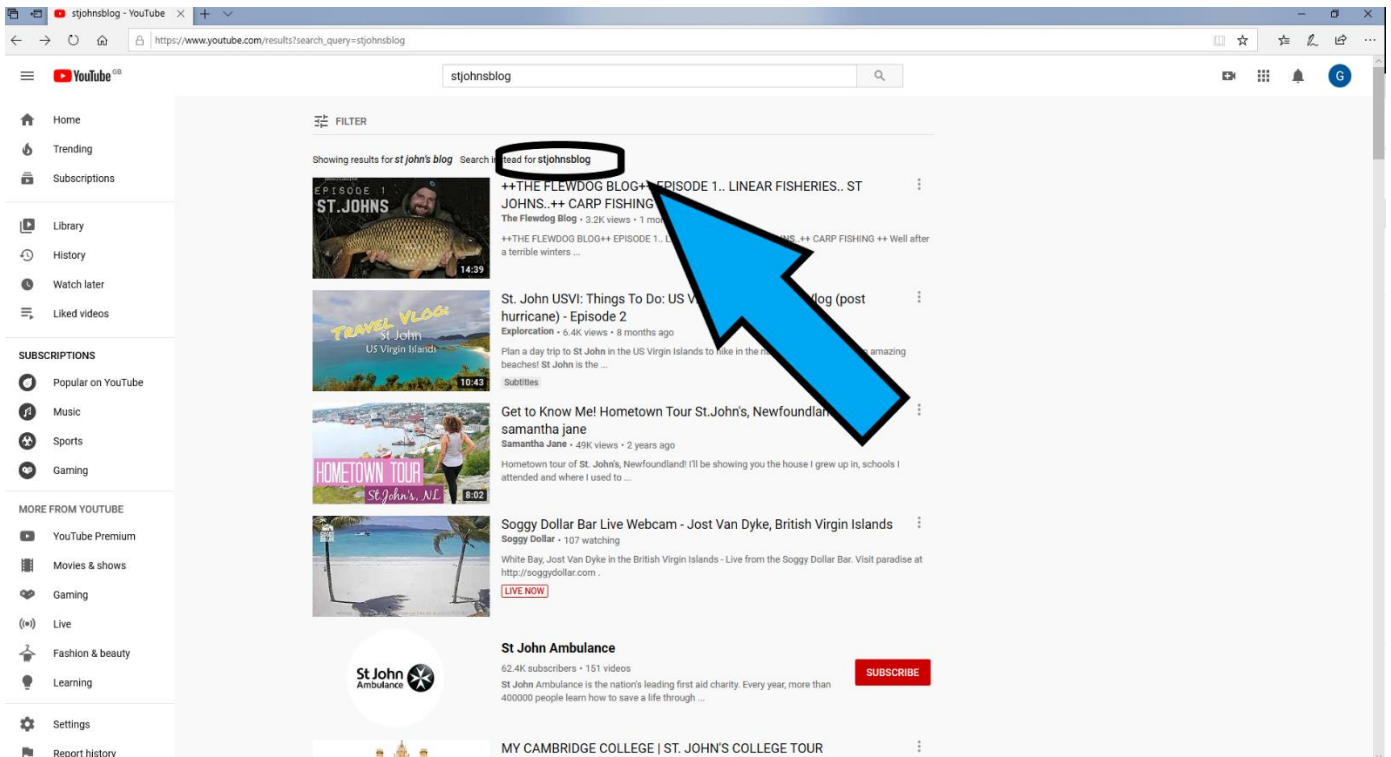 stjohnsblog - YouTube
https://www.youtube.com/results?search_query=stjohnsblog
YouTube GB
stjohnsblog
G
Home
Trending
Subscriptions
Library
History
Watch later
Liked videos
SUBSCRIPTIONS
Popular on YouTube
Music
Sports
Gaming
MORE FROM YOUTUBE
YouTube Premium
Movies & shows
Gaming
Live
Fashion & beauty
Learning
Settings
Report history
FILTER
Showing results for st john's blog Search for stjohnsblog
EPISODE 1
ST.JOHNS
14:39
++THE FLEWDOG BLOG++ EPISODE 1.. LINEAR FISHERIES.. ST
JOHNS..++ CARP FISHING
The Flewdog Blog • 3.2K views • 1
++THE FLEWDOG BLOG++ EPISODE 1.. .++ CARP FISHING ++ Well after
a terrible winters ...
TRAVEL VLOG:
St John
US Virgin Islands
10:43
St. John USVI: Things To Do: US (post
hurricane) - Episode 2
Explorcation • 6.4K views • 8 months ago
Plan a day trip to St John in the US Virgin Islands to hike in the amazing
beaches! St John is the ...
Subtitles
HOMETOWN TOUR
St.John's, NL
8:02
Get to Know Me! Hometown Tour St.John's,
samantha jane
Samantha Jane • 49K views • 2 years ago
Hometown tour of St. John's, Newfoundland! I'll be showing you the house I grew up in, schools I
attended and where I used to ...
Soggy Dollar Bar Live Webcam - Jost Van Dyke, British Virgin Islands
Soggy Dollar • 107 watching
White Bay, Jost Van Dyke in the British Virgin Islands - Live from the Soggy Dollar Bar. Visit paradise at
http://soggydollar.com .
LIVE NOW
St John
Ambulance
St John Ambulance
62.4K subscribers • 151 videos
St John Ambulance is the nation's leading first aid charity. Every year, more than
400000 people learn how to save a life through ...
SUBSCRIBE
MY CAMBRIDGE COLLEGE | ST. JOHN'S COLLEGE TOUR